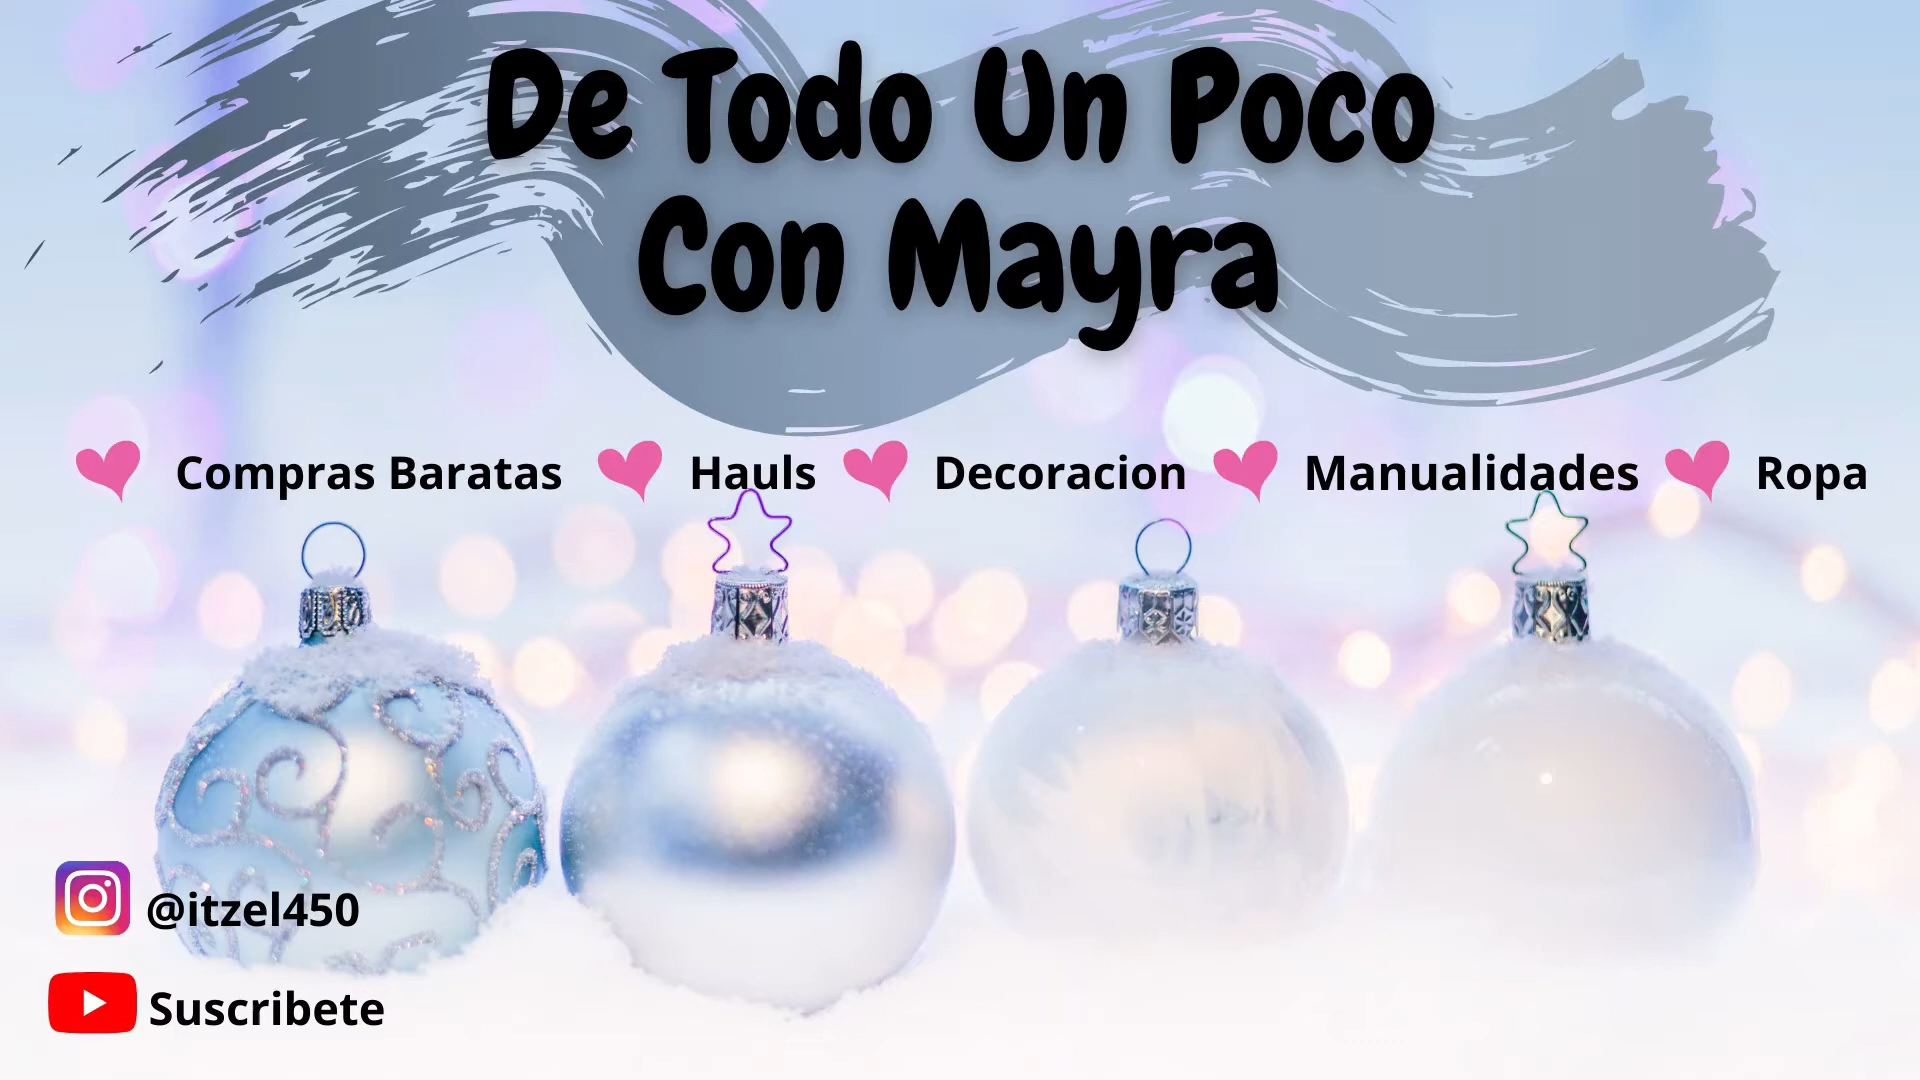 De Todo Un Poco
Con Mayra
Compras Baratas Hauls Decoracion Manualidades Ropa
@itzel450
Suscribete